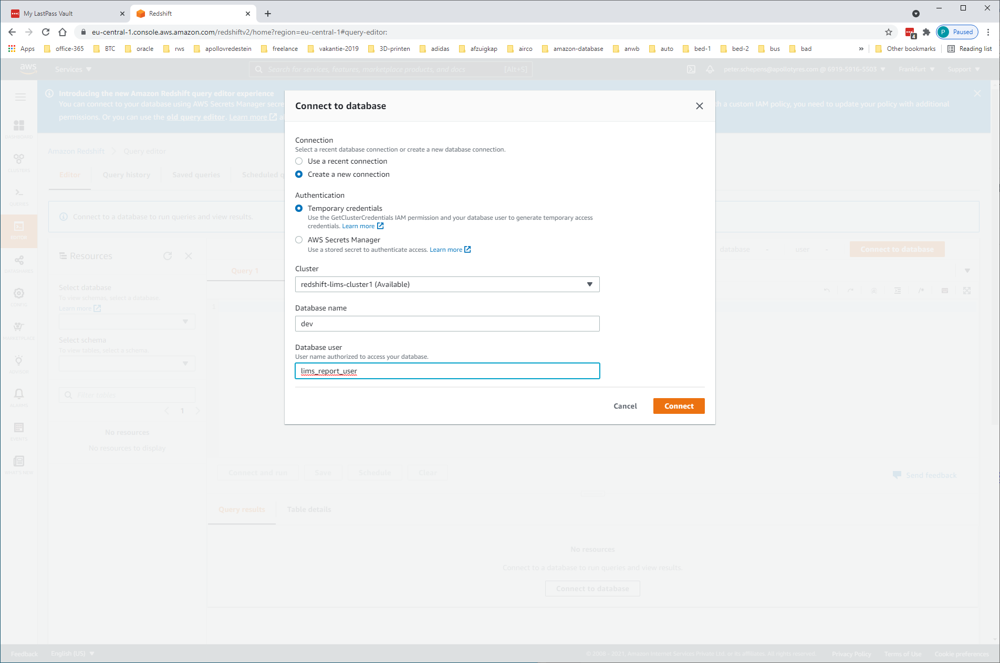 My LastPass Vault
Redshift
eu-central-1.console.aws.amazon.com/redshiftv2/home?region=eu-central-1#query-editor:
4
P Paused
Apps office-365 BTC oracle rws apollovredestein freelance vakantie-2019 3D-printen adidas afzuigkap airco amazon-database anwb auto bed-1 bed-2 bus bad » Other bookmarks Reading list
aws Services Search for services, features, marketplace products, and docs [Alt+S] peter.schepens@apollotyres.com @ 6919-5916-5503 Frankfurt Support
Introducing the new Amazon Redshift query editor experience
You can connect to your database using AWS Secrets Manager secre
h a custom IAM policy, you need to update your policy with additional
permissions. Or you can use the old query editor. Learn more al
DASHBOARD
CLUSTERS
QUERIES
EDITOR
DATASHARES
CONFIG
MARKETPLACE
ADVISOR
ALARMS
EVENTS
WHAT'S NEW
Amazon Redshift Query editor
Editor Query history Saved queries Scheduled q
Connect to a database to run queries and view results.
Resources
Select database
To view schemas, select a database.
Learn more
Select schema
To view tables, select a schema.
Filter tables
1
No resources
No resources to display
Query 1
1
database - user - Connect to database
Connect to database
Connection
Select a recent database connection or create a new database connection.
Use a recent connection
Create a new connection
Authentication
Temporary credentials
Use the GetClusterCredentials IAM permission and your database user to generate temporary access
credentials. Learn more
AWS Secrets Manager
Use a stored secret to authenticate access. Learn more
Cluster
redshift-lims-cluster1 (Available)
Database name
dev
Database user
User name authorized to access your database.
lims_report_user
Cancel Connect
Connect and run Save Schedule Clear
Send feedback
Query results Table details
No resources
Connect to a database to run queries and view results.
Connect to database
Feedback English (US) © 2008 - 2021, Amazon Internet Services Private Ltd. or its affiliates. All rights reserved. Privacy Policy Terms of Use Cookie preferences